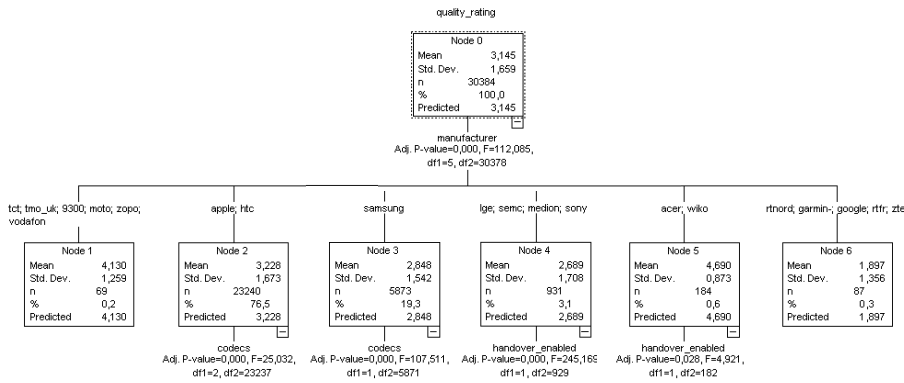 quality_rating
Node 0
Mean 3,145
Std. Dev. 1,659
n 30384
% 100,0
Predicted 3,145
manufacturer
Adj. P-value=0,000, F=112,085,
df1=5, df2=30378
tct; tmo_uk; 9300; moto; zopo;
vodafon
Node 1
Mean 4,130
Std. Dev. 1,259
n 69
% 0,2
Predicted 4,130
apple; htc
Node 2
Mean 3,228
Std. Dev. 1,673
n 23240
% 76,5
Predicted 3,228
codecs
Adj. P-value=0,000, F=25,032,
df1=2, df2=23237
samsung
Node 3
Mean 2,848
Std. Dev. 1,542
n 5873
% 19,3
Predicted 2,848
codecs
Adj. P-value=0,000, F=107,511,
df1=1, df2=5871
lge; semc; medion; sony
Node 4
Mean 2,689
Std. Dev. 1,708
n 931
% 3,1
Predicted 2,689
handover_enabled
Adj. P-value=0,000, F=245,169,
df1=1, df2=929
acer; wiko
Node 5
Mean 4,690
Std. Dev. 0,873
n 184
% 0,6
Predicted 4,690
handover_enabled
Adj. P-value=0,028, F=4,921,
df1=1, df2=182
rtnord; garmin-; google; rtfr; zte
Node 6
Mean 1,897
Std. Dev. 1,356
n 87
% 0,3
Predicted 1,897